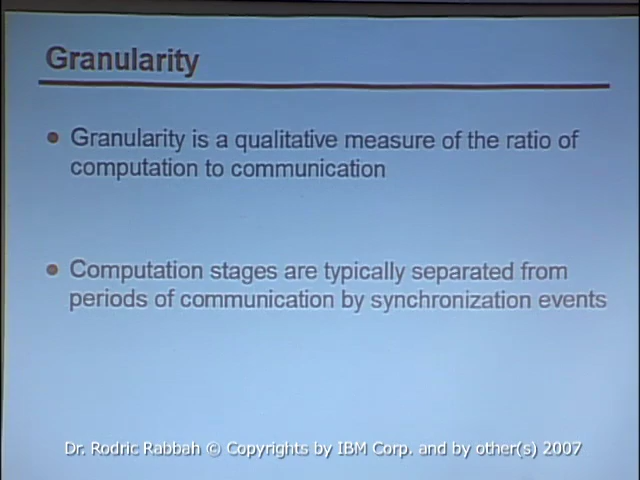 Granularity
Granularity is a qualitative measure of the ratio of
computation to communication
Computation stages are typically separated from
periods of communication by synchronization events
Dr. Rodric Rabbah © Copyrights by IBM Corp. and by other(s) 2007